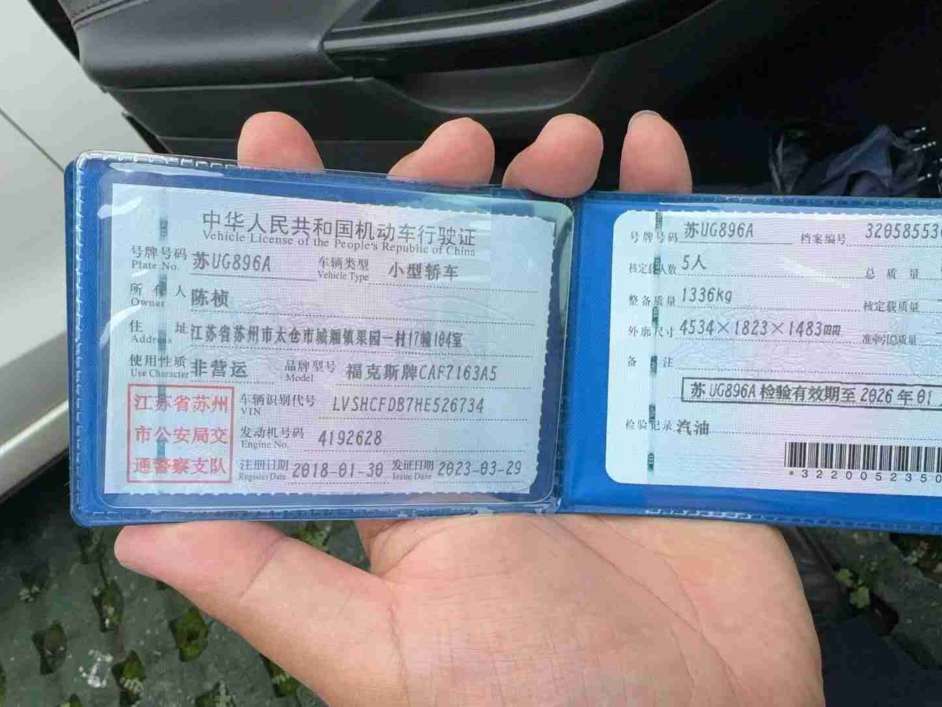 中华人民共和国机动车行驶证
Vehicle License of the People's Republic of China
号牌号码 苏UG896A 车辆类型 小型轿车
Plate No. Vehicle Type
所有人 陈桢
Owner
住址 江苏省苏州市太仓市城厢镇果园一村17幢104室
Address
使用性质 非营运 品牌型号 福克斯牌CAF7163A5
Use Character Model
江苏省苏州
市公安局交
通警察支队
车辆识别代号 LVSHCFDB7HE526734
VIN
发动机号码 4192628
Engine No.
注册日期 2018-01-30 发证日期 2023-03-29
Register Date Issue Date
号牌号码 苏UG896A 档案编号 320585530
核定载人数 5人 总质量
整备质量 1336kg 核定载质量
外廓尺寸 4534×1823×1483mm 准牵引总质量
备注
苏UG896A检验有效期至2026年01
检验记录 汽油
*3220052350